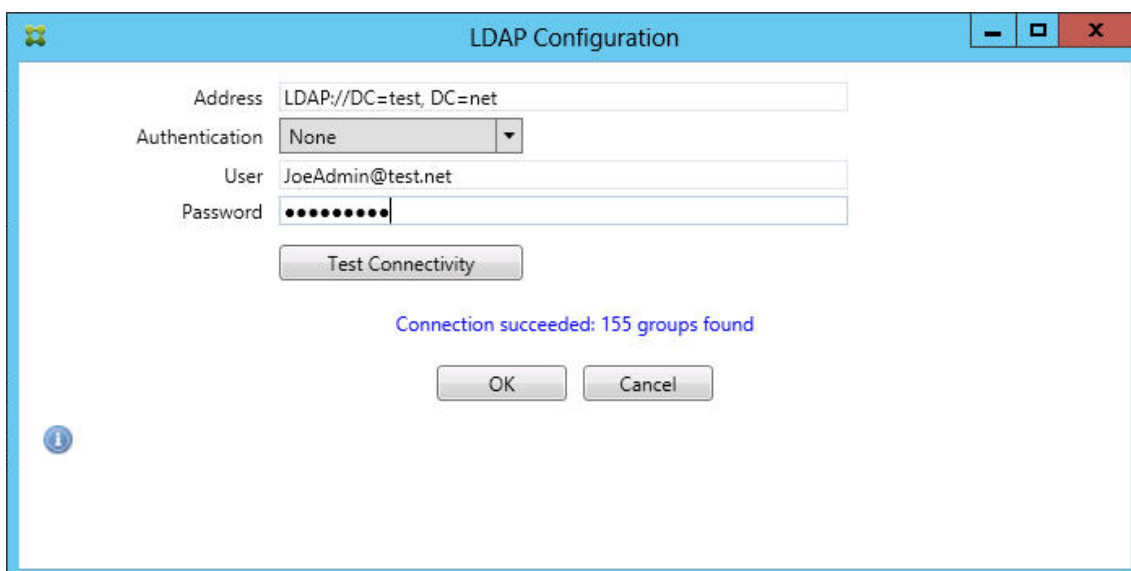 LDAP Configuration
Address LDAP://DC=test, DC=net
Authentication None
User JoeAdmin@test.net
Password •••••••••
Test Connectivity
Connection succeeded: 155 groups found
OK Cancel